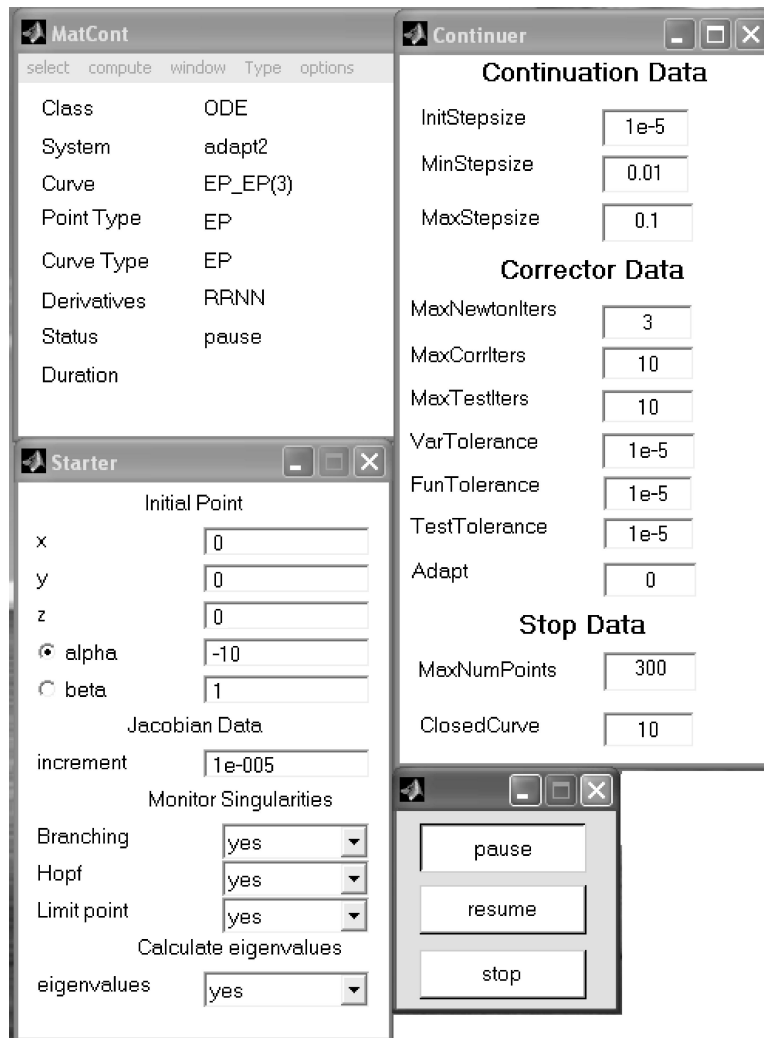 MatCont
select compute window Type options
Class ODE
System adapt2
Curve EP_EP(3)
Point Type EP
Curve Type EP
Derivatives RRNN
Status pause
Duration
Continuer
Continuation Data
InitStepsize 1e-5
MinStepsize 0.01
MaxStepsize 0.1
Corrector Data
MaxNewtonIters 3
MaxCorrIters 10
MaxTestIters 10
VarTolerance 1e-5
FunTolerance 1e-5
TestTolerance 1e-5
Adapt 0
Stop Data
MaxNumPoints 300
ClosedCurve 10
Starter
Initial Point
x 0
y 0
z 0
alpha -10
beta 1
Jacobian Data
increment 1e-005
Monitor Singularities
Branching yes
Hopf yes
Limit point yes
Calculate eigenvalues
eigenvalues yes
pause
resume
stop